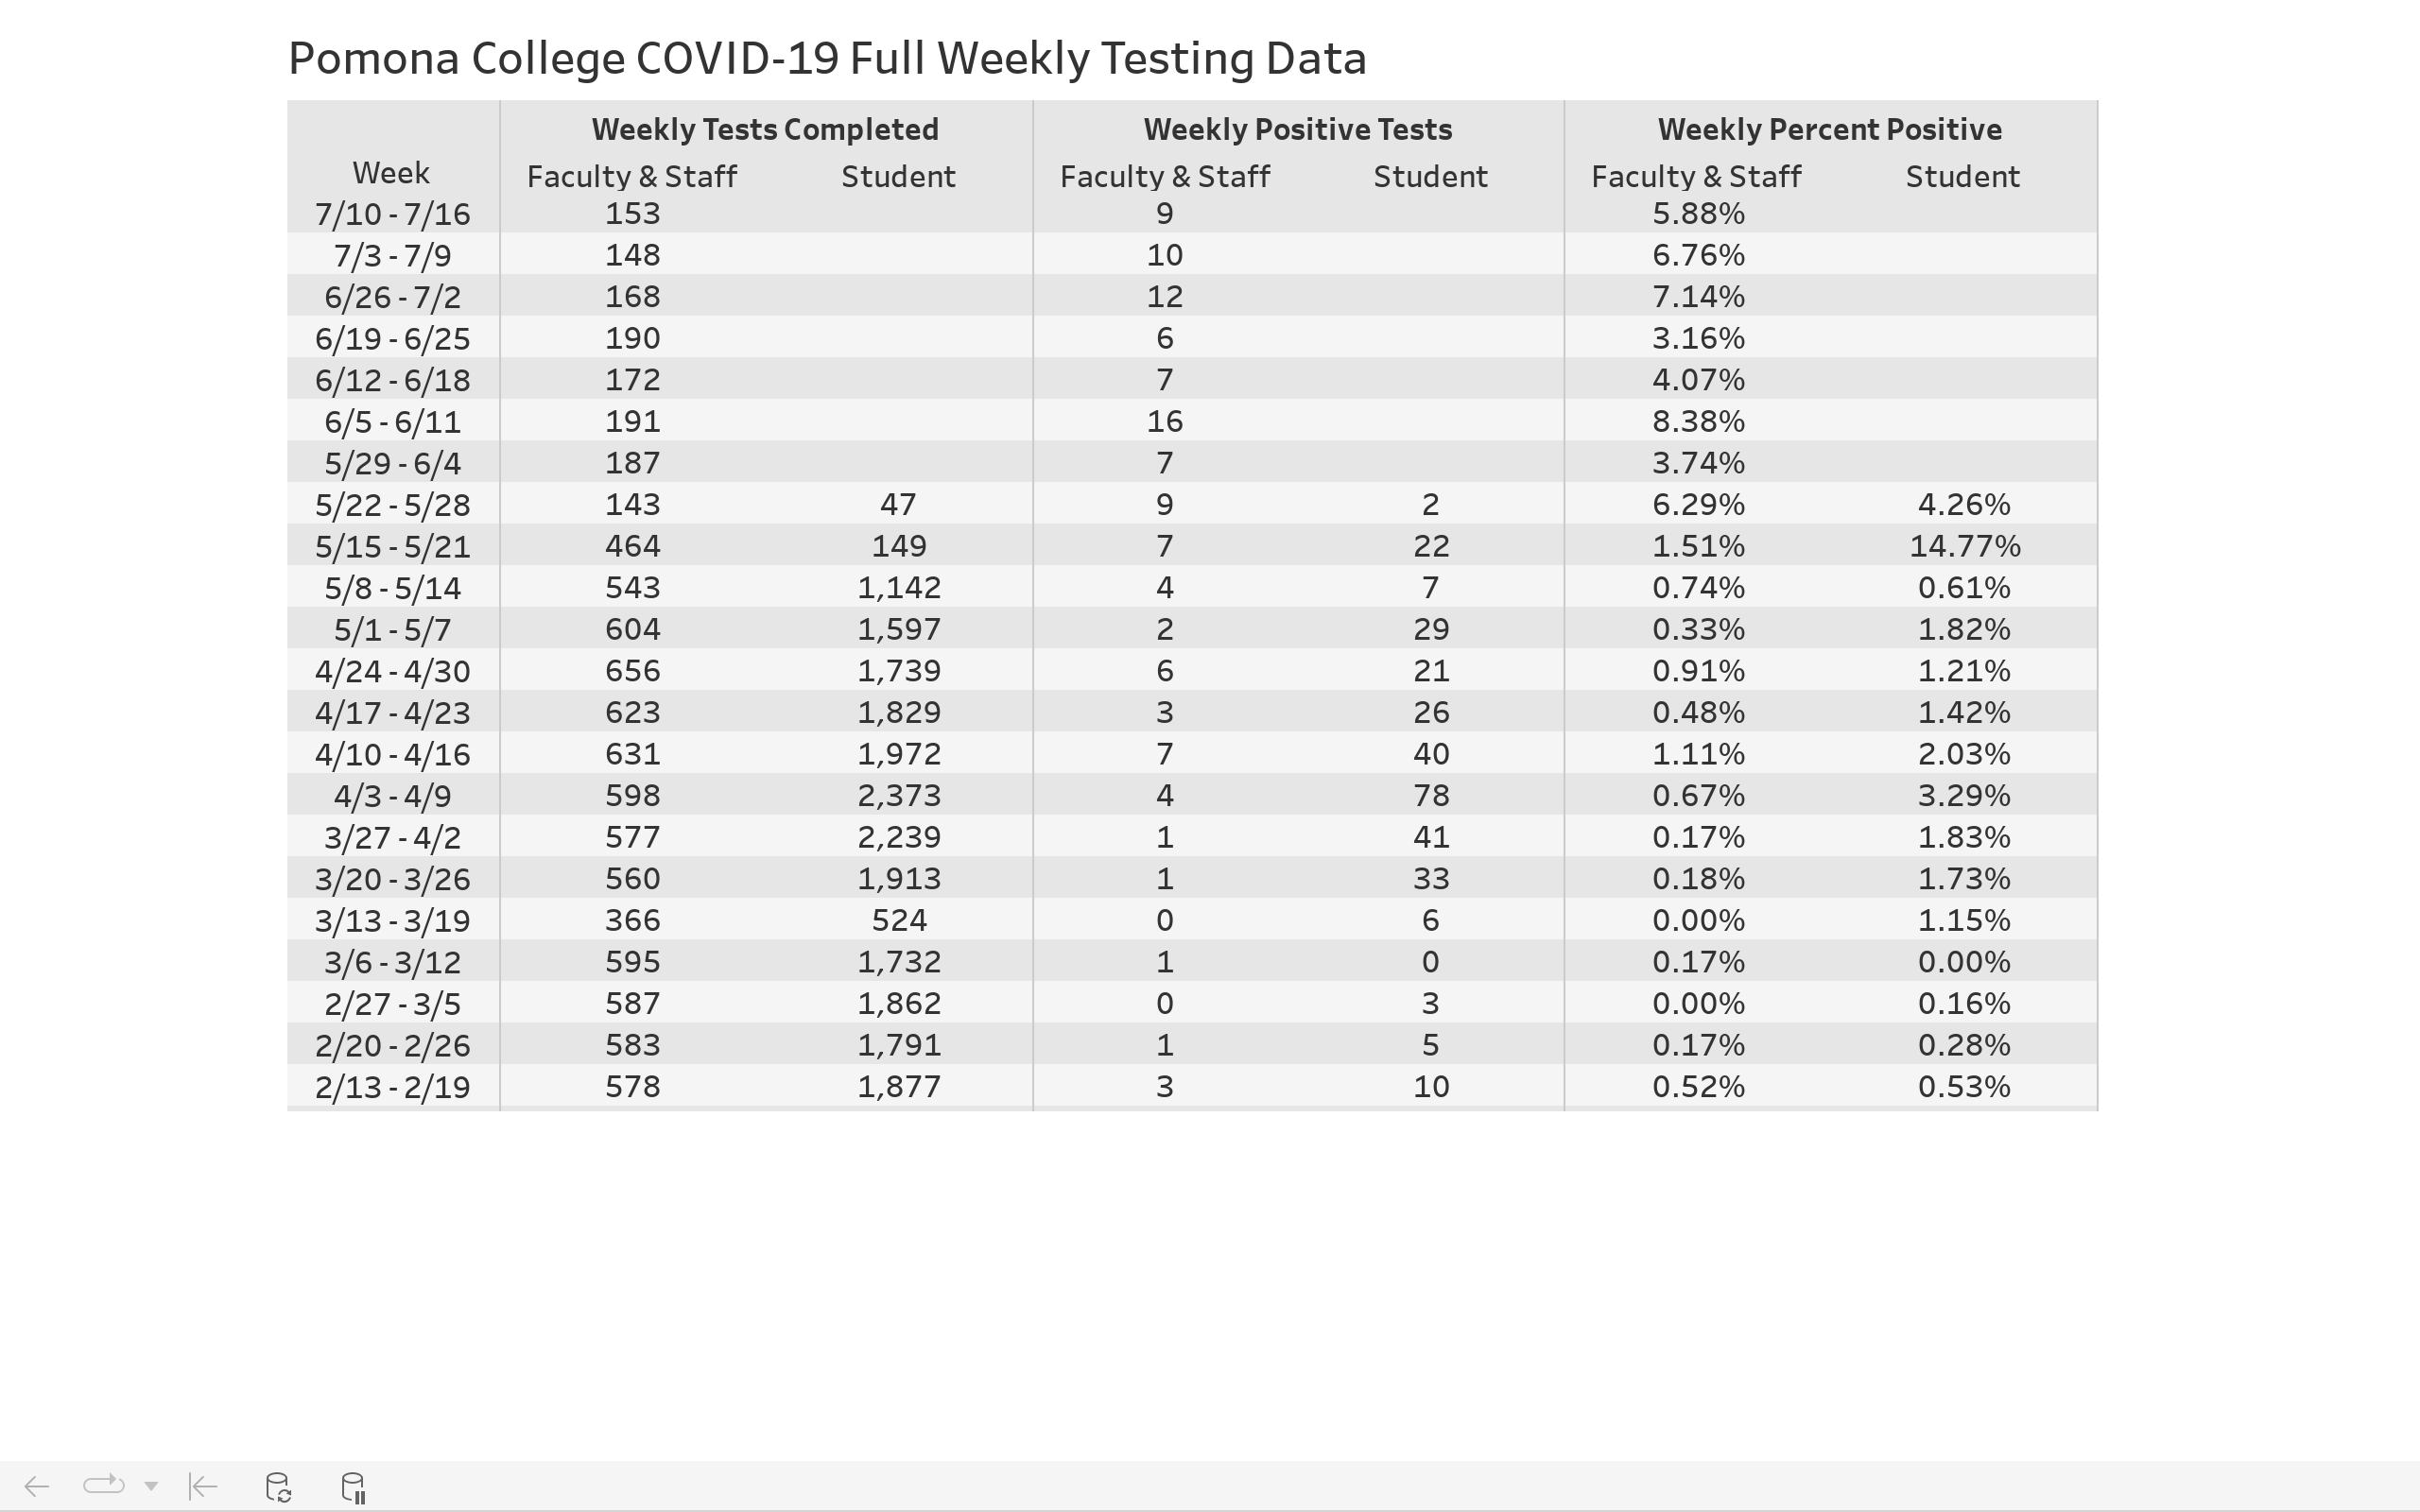 Pomona College COVID-19 Full Weekly Testing Data
Weekly Tests Completed Weekly Positive Tests Weekly Percent Positive
Week Faculty & Staff Student Faculty & Staff Student Faculty & Staff Student
7/10 - 7/16 153 9 5.88%
7/3 - 7/9 148 10 6.76%
6/26 - 7/2 168 12 7.14%
6/19 - 6/25 190 6 3.16%
6/12 - 6/18 172 7 4.07%
6/5 - 6/11 191 16 8.38%
5/29 - 6/4 187 7 3.74%
5/22 - 5/28 143 47 9 2 6.29% 4.26%
5/15 - 5/21 464 149 7 22 1.51% 14.77%
5/8 - 5/14 543 1,142 4 7 0.74% 0.61%
5/1 - 5/7 604 1,597 2 29 0.33% 1.82%
4/24 - 4/30 656 1,739 6 21 0.91% 1.21%
4/17 - 4/23 623 1,829 3 26 0.48% 1.42%
4/10 - 4/16 631 1,972 7 40 1.11% 2.03%
4/3 - 4/9 598 2,373 4 78 0.67% 3.29%
3/27 - 4/2 577 2,239 1 41 0.17% 1.83%
3/20 - 3/26 560 1,913 1 33 0.18% 1.73%
3/13 - 3/19 366 524 0 6 0.00% 1.15%
3/6 - 3/12 595 1,732 1 0 0.17% 0.00%
2/27 - 3/5 587 1,862 0 3 0.00% 0.16%
2/20 - 2/26 583 1,791 1 5 0.17% 0.28%
2/13 - 2/19 578 1,877 3 10 0.52% 0.53%